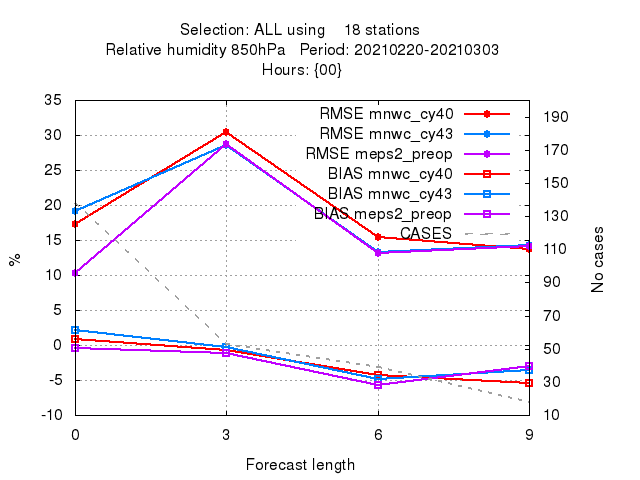 Selection: ALL using    18 stations
Relative humidity 850hPa   Period: 20210220-20210303
Hours: {00}
35
30
25
20
15
10
5
0
-5
-10
%
RMSE mnwc_cy40
RMSE mnwc_cy43
RMSE meps2_preop
BIAS mnwc_cy40
BIAS mnwc_cy43
BIAS meps2_preop
CASES
190
170
150
130
110
90
70
50
30
10
No cases
0 3 6 9
Forecast length